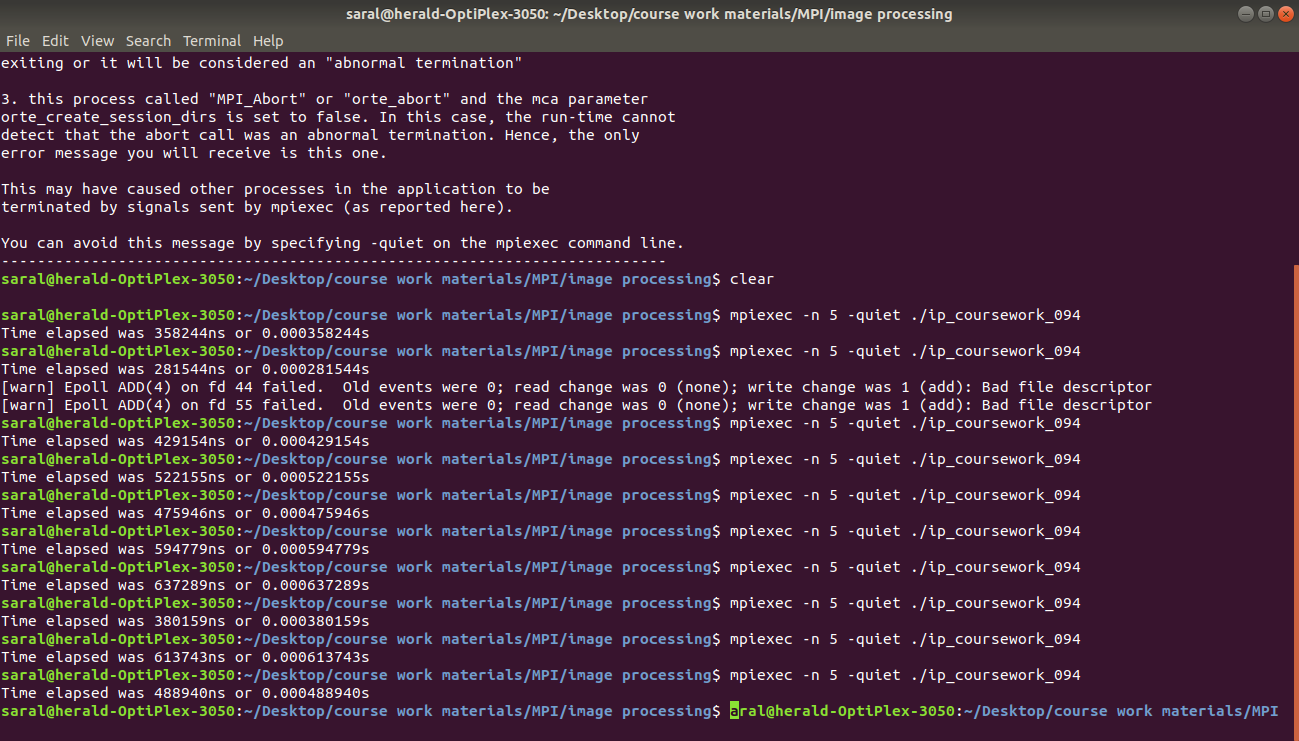 saral@herald-OptiPlex-3050: ~/Desktop/course work materials/MPI/image processing
File Edit View Search Terminal Help
exiting or it will be considered an "abnormal termination"
3. this process called "MPI_Abort" or "orte_abort" and the mca parameter
orte_create_session_dirs is set to false. In this case, the run-time cannot
detect that the abort call was an abnormal termination. Hence, the only
error message you will receive is this one.
This may have caused other processes in the application to be
terminated by signals sent by mpiexec (as reported here).
You can avoid this message by specifying -quiet on the mpiexec command line.
--------------------------------------------------------------------------
saral@herald-OptiPlex-3050:~/Desktop/course work materials/MPI/image processing$ clear
saral@herald-OptiPlex-3050:~/Desktop/course work materials/MPI/image processing$ mpiexec -n 5 -quiet ./ip_coursework_094
Time elapsed was 358244ns or 0.000358244s
saral@herald-OptiPlex-3050:~/Desktop/course work materials/MPI/image processing$ mpiexec -n 5 -quiet ./ip_coursework_094
Time elapsed was 281544ns or 0.000281544s
[warn] Epoll ADD(4) on fd 44 failed.  Old events were 0; read change was 0 (none); write change was 1 (add): Bad file descriptor
[warn] Epoll ADD(4) on fd 55 failed.  Old events were 0; read change was 0 (none); write change was 1 (add): Bad file descriptor
saral@herald-OptiPlex-3050:~/Desktop/course work materials/MPI/image processing$ mpiexec -n 5 -quiet ./ip_coursework_094
Time elapsed was 429154ns or 0.000429154s
saral@herald-OptiPlex-3050:~/Desktop/course work materials/MPI/image processing$ mpiexec -n 5 -quiet ./ip_coursework_094
Time elapsed was 522155ns or 0.000522155s
saral@herald-OptiPlex-3050:~/Desktop/course work materials/MPI/image processing$ mpiexec -n 5 -quiet ./ip_coursework_094
Time elapsed was 475946ns or 0.000475946s
saral@herald-OptiPlex-3050:~/Desktop/course work materials/MPI/image processing$ mpiexec -n 5 -quiet ./ip_coursework_094
Time elapsed was 594779ns or 0.000594779s
saral@herald-OptiPlex-3050:~/Desktop/course work materials/MPI/image processing$ mpiexec -n 5 -quiet ./ip_coursework_094
Time elapsed was 637289ns or 0.000637289s
saral@herald-OptiPlex-3050:~/Desktop/course work materials/MPI/image processing$ mpiexec -n 5 -quiet ./ip_coursework_094
Time elapsed was 380159ns or 0.000380159s
saral@herald-OptiPlex-3050:~/Desktop/course work materials/MPI/image processing$ mpiexec -n 5 -quiet ./ip_coursework_094
Time elapsed was 613743ns or 0.000613743s
saral@herald-OptiPlex-3050:~/Desktop/course work materials/MPI/image processing$ mpiexec -n 5 -quiet ./ip_coursework_094
Time elapsed was 488940ns or 0.000488940s
saral@herald-OptiPlex-3050:~/Desktop/course work materials/MPI/image processing$ aral@herald-OptiPlex-3050:~/Desktop/course work materials/MPI